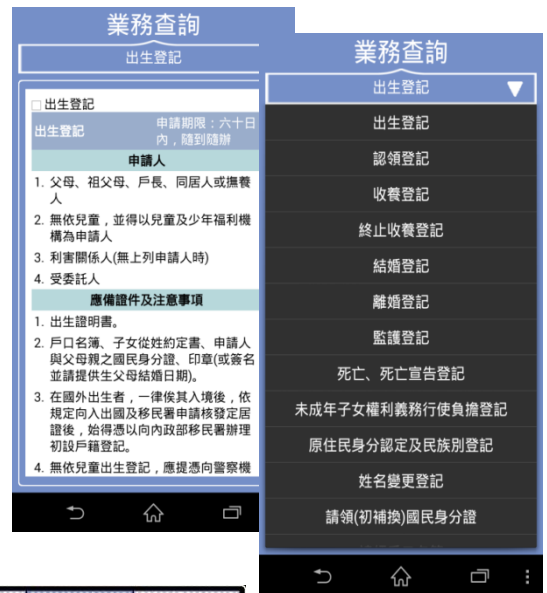 業務查詢
出生登記
□出生登記
出生登記
申請期限：六十日
內，隨到隨辦
申請人
1. 父母、祖父母、戶長、同居人或撫養
人
2. 無依兒童，並得以兒童及少年福利機
構為申請人
3. 利害關係人(無上列申請人時)
4. 受委託人
應備證件及注意事項
1. 出生證明書。
2. 戶口名簿、子女從姓約定書、申請人
與父母親之國民身分證、印章(或簽名
並請提供生父母結婚日期)。
3. 在國外出生者，一律俟其入境後，依
規定向入出國及移民署申請核發定居
證後，始得憑以向內政部移民署辦理
初設戶籍登記。
4. 無依兒童出生登記，應提憑向警察機
業務查詢
出生登記
出生登記
認領登記
收養登記
終止收養登記
結婚登記
離婚登記
監護登記
死亡、死亡宣告登記
未成年子女權利義務行使負擔登記
原住民身分認定及民族別登記
姓名變更登記
請領(初補換)國民身分證